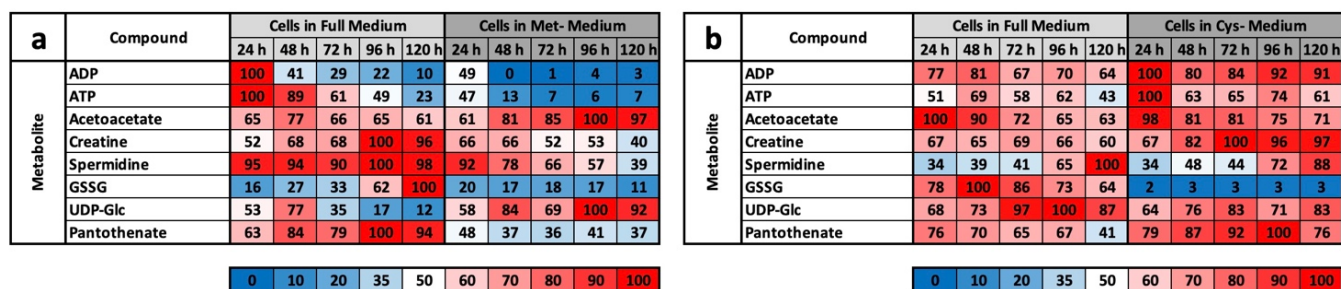 a Compound Cells in Full Medium Cells in Met- Medium
24 h 48 h 72 h 96 h 120 h 24 h 48 h 72 h 96 h 120 h
Metabolite
ADP 100 41 29 22 10 49 0 1 4 3
ATP 100 89 61 49 23 47 13 7 6 7
Acetoacetate 65 77 66 65 61 61 81 85 100 97
Creatine 52 68 68 100 96 66 66 52 53 40
Spermidine 95 94 90 100 98 92 78 66 57 39
GSSG 16 27 33 62 100 20 17 18 17 11
UDP-Glc 53 77 35 17 12 58 84 69 100 92
Pantothenate 63 84 79 100 94 48 37 36 41 37
0 10 20 35 50 60 70 80 90 100
b Compound Cells in Full Medium Cells in Cys- Medium
24 h 48 h 72 h 96 h 120 h 24 h 48 h 72 h 96 h 120 h
Metabolite
ADP 77 81 67 70 64 100 80 84 92 91
ATP 51 69 58 62 43 100 63 65 74 61
Acetoacetate 100 90 72 65 63 98 81 81 75 71
Creatine 67 65 69 66 60 67 82 100 96 97
Spermidine 34 39 41 65 100 34 48 44 72 88
GSSG 78 100 86 73 64 2 3 3 3 3
UDP-Glc 68 73 97 100 87 64 76 83 71 83
Pantothenate 76 70 65 67 41 79 87 92 100 76
0 10 20 35 50 60 70 80 90 100